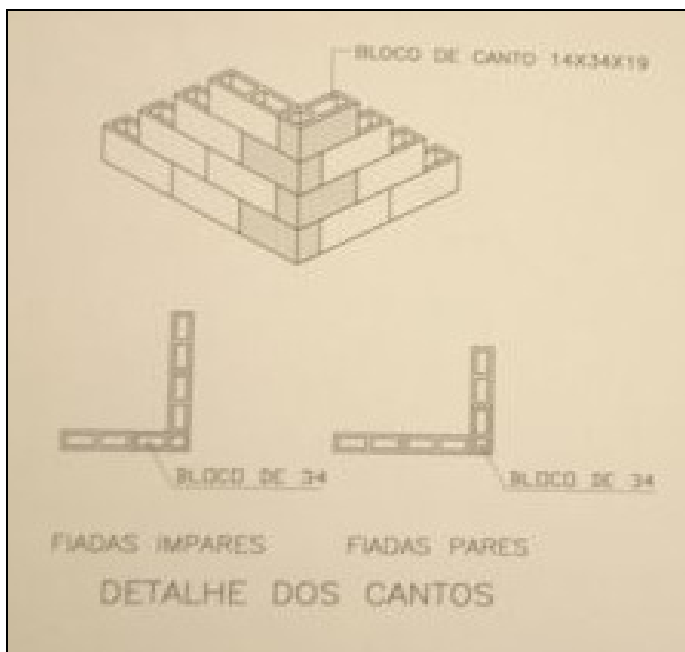 BLOCO DE CANTO 14X34X19
BLOCO DE 34
BLOCO DE 34
FIADAS IMPARES
FIADAS PARES
DETALHE DOS CANTOS